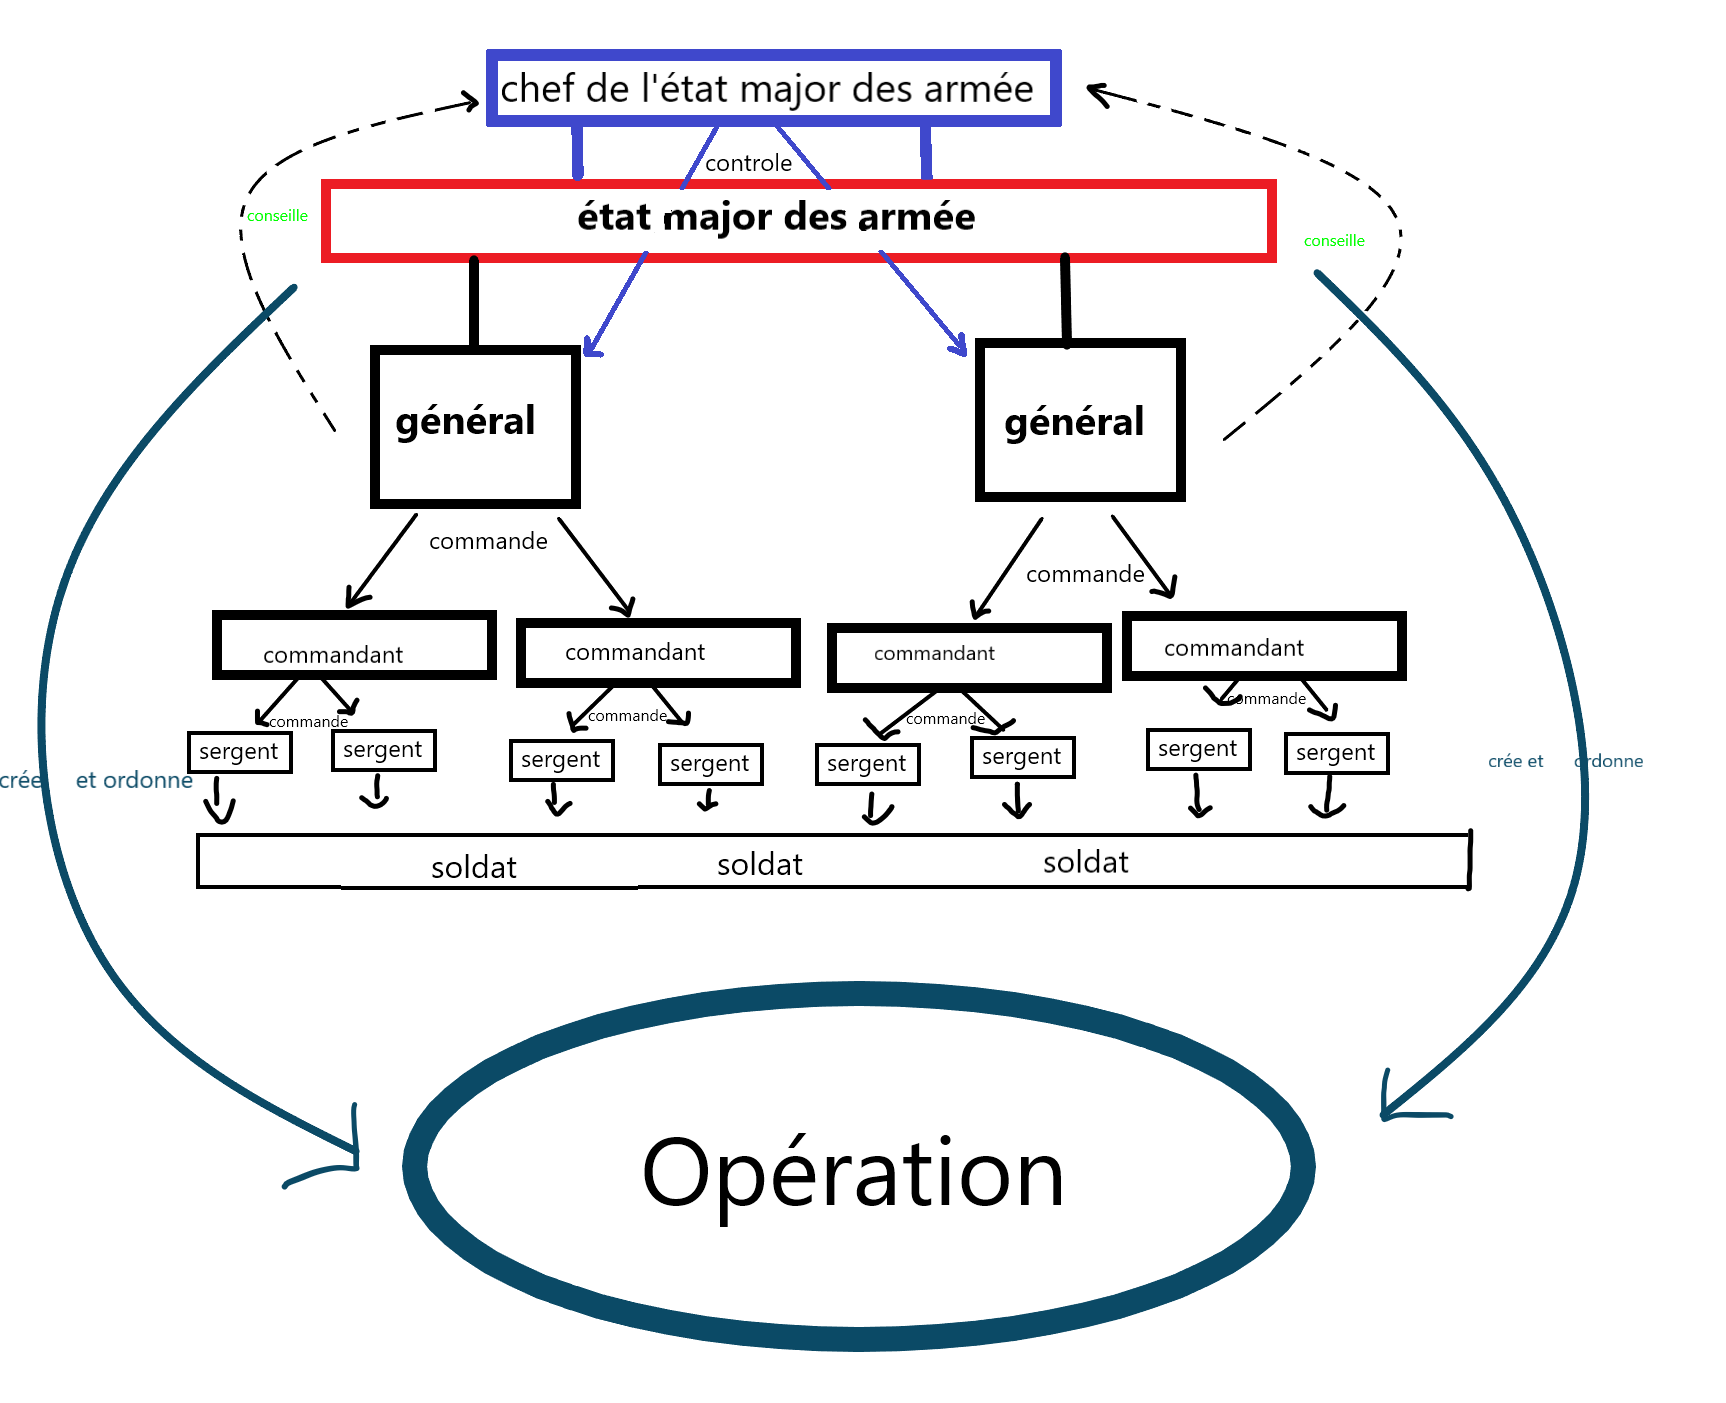 chef de l'état major des armée
controle
état major des armée
conseille
conseille
général
général
commande
commande
commandant
commandant
commandant
commandant
commande
commande
commande
commande
sergent
sergent
sergent
sergent
sergent
sergent
sergent
sergent
crée et ordonne
crée et ordonne
soldat soldat soldat
Opération